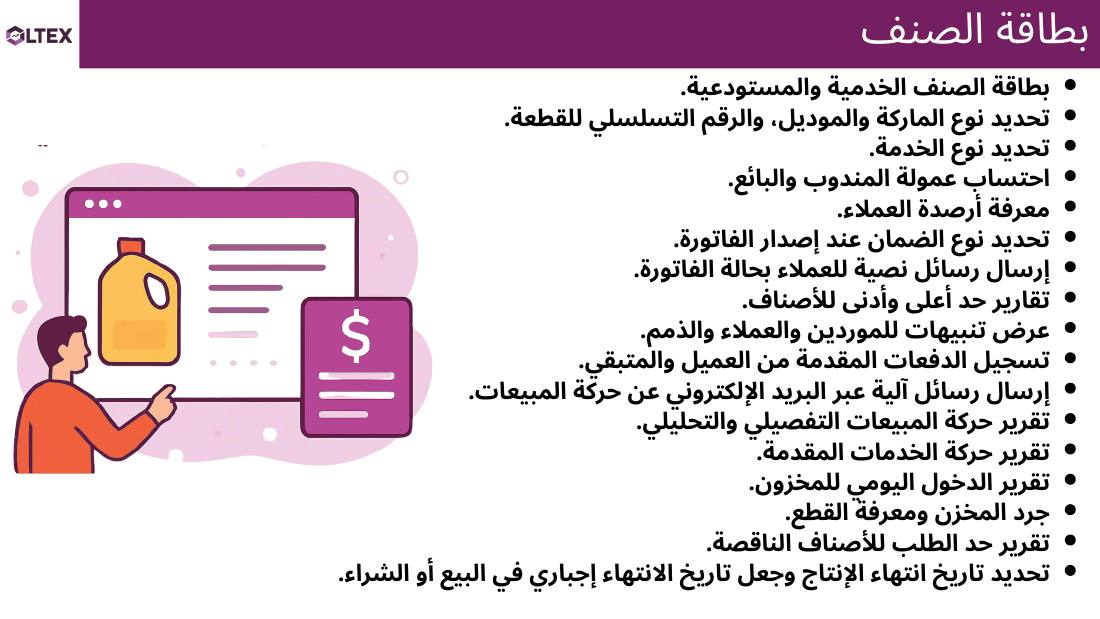 بطاقة الصنف
OLTEX
• بطاقة الصنف الخدمية والمستودعية.
• تحديد نوع الماركة والموديل، والرقم التسلسلي للقطعة.
• تحديد نوع الخدمة.
• احتساب عمولة المندوب والبائع.
• معرفة أرصدة العملاء.
• تحديد نوع الضمان عند إصدار الفاتورة.
• إرسال رسائل نصية للعملاء بحالة الفاتورة.
• تقارير حد أعلى وأدنى للأصناف.
• عرض تنبيهات للموردين والعملاء والذمم.
• تسجيل الدفعات المقدمة من العميل والمتبقي.
• إرسال رسائل آلية عبر البريد الإلكتروني عن حركة المبيعات.
• تقرير حركة المبيعات التفصيلي والتحليلي.
• تقرير حركة الخدمات المقدمة.
• تقرير الدخول اليومي للمخزون.
• جرد المخزن ومعرفة القطع.
• تقرير حد الطلب للأصناف الناقصة.
• تحديد تاريخ انتهاء الإنتاج وجعل تاريخ الانتهاء إجباري في البيع أو الشراء.
$